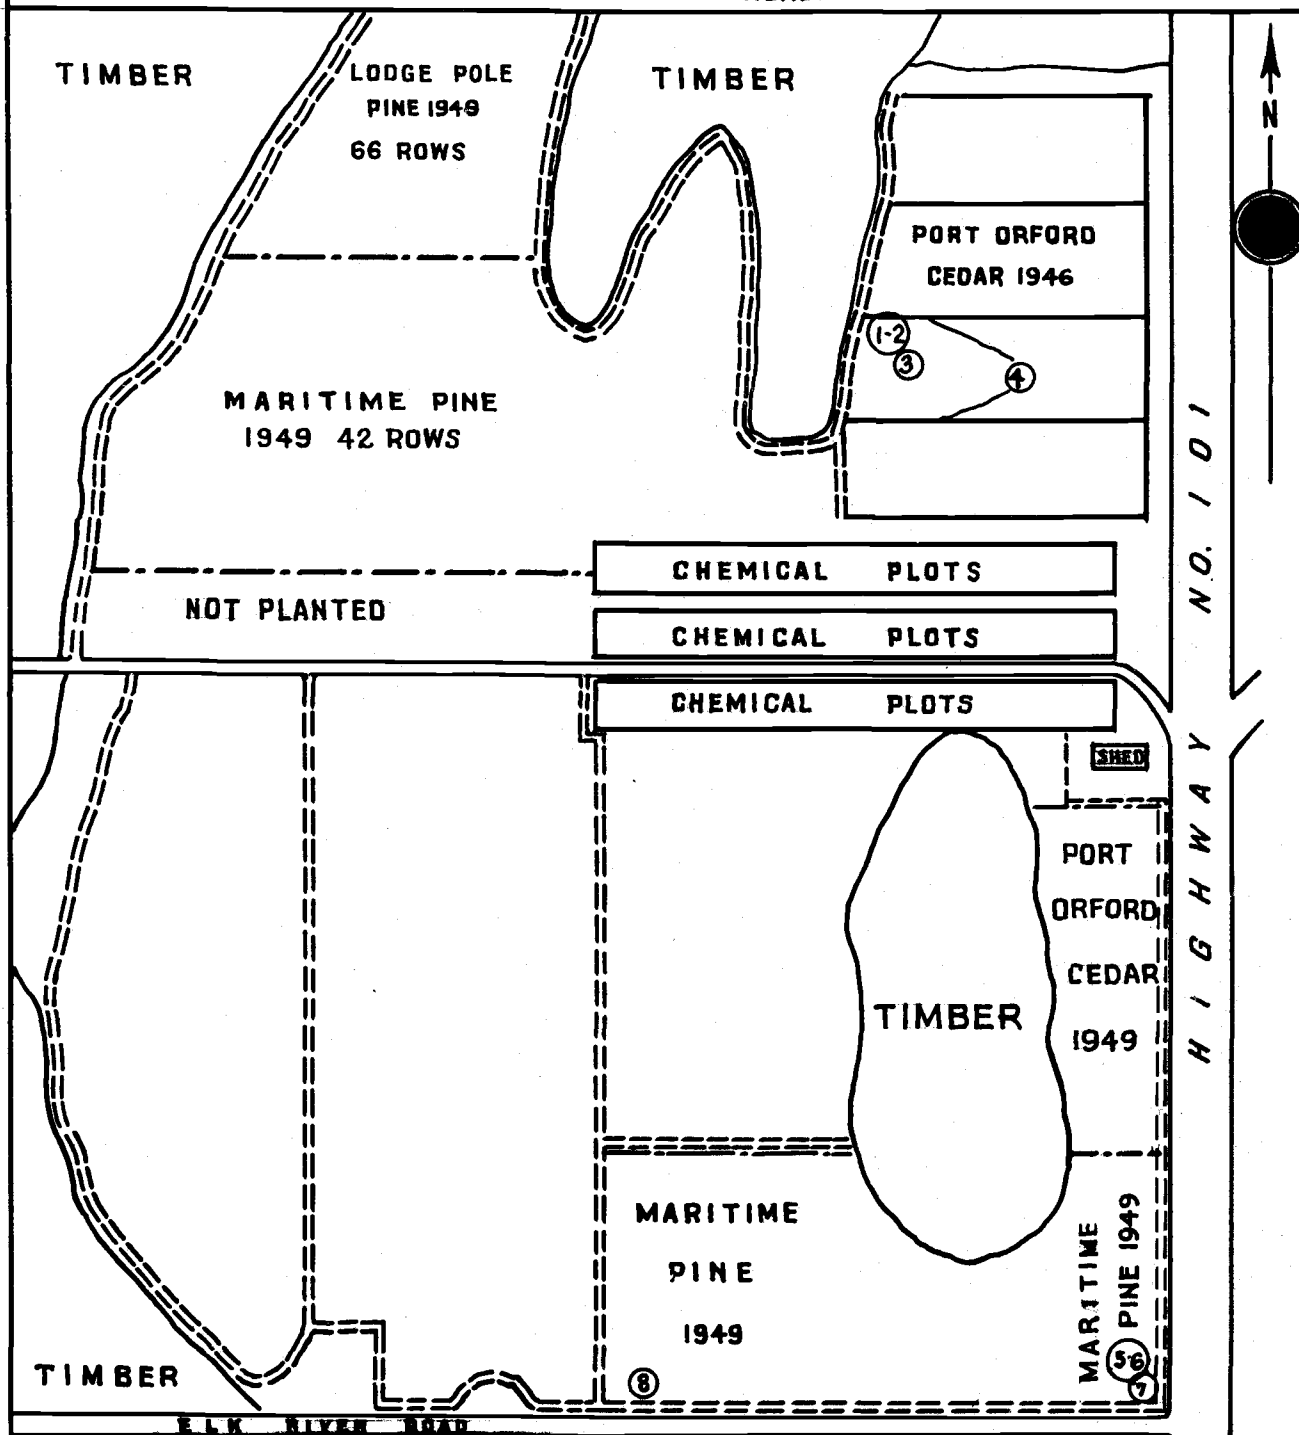 TIMBER
LODGE POLE
PINE 1948
66 ROWS
TIMBER
N
PORT ORFORD
CEDAR 1946
1-2
3
4
MARITIME PINE
1949 42 ROWS
CHEMICAL PLOTS
NOT PLANTED
CHEMICAL PLOTS
CHEMICAL PLOTS
SHED
HIGHWAY NO. 101
PORT
ORFORD
CEDAR
1949
TIMBER
MARITIME
PINE
1949
MARITIME
PINE 1949
5-6
7
8
TIMBER
ELK RIVER ROAD